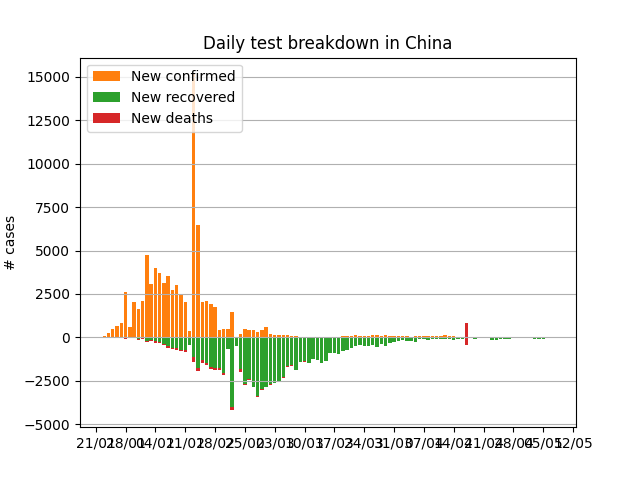 Daily test breakdown in China
New confirmed
New recovered
New deaths
# cases
15000
12500
10000
7500
5000
2500
0
−2500
−5000
21/01 28/01 04/02 11/02 18/02 25/02 03/03 10/03 17/03 24/03 31/03 07/04 14/04 21/04 28/04 05/05 12/05